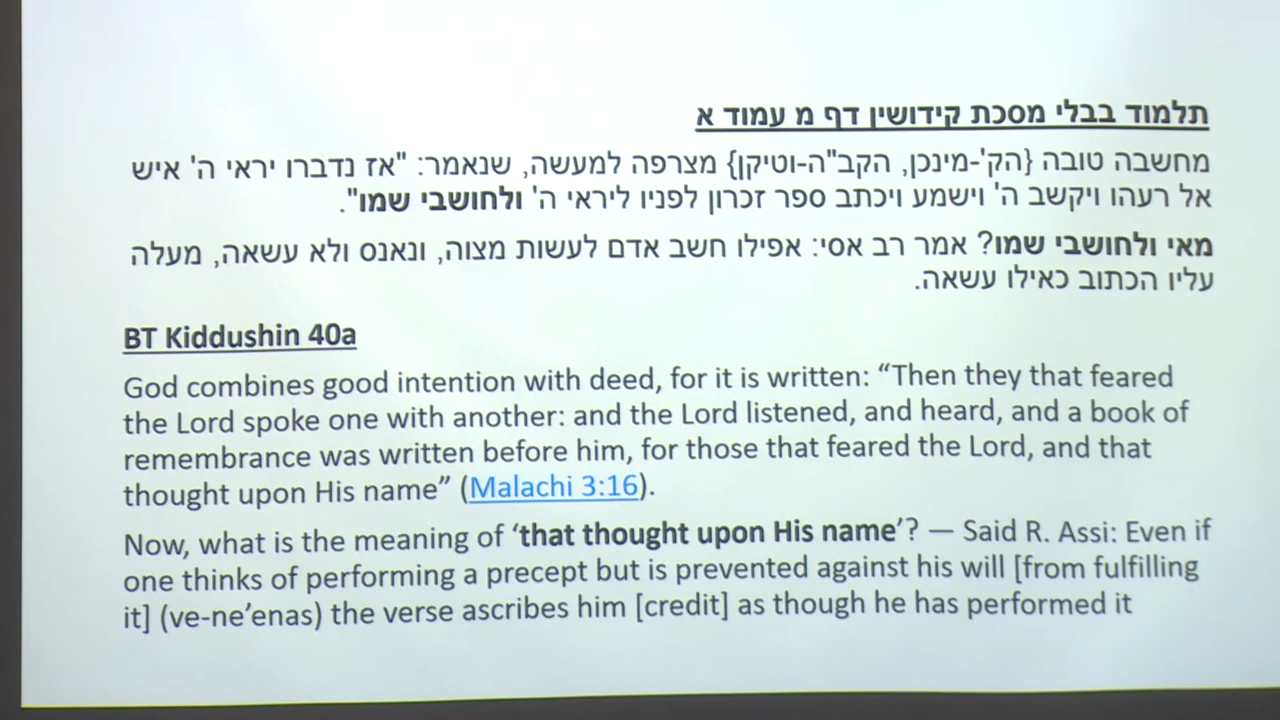 תלמוד בבלי מסכת קידושין דף מ עמוד א
מחשבה טובה {הק'-מינכן, הקב"ה-וטיקן} מצרפה למעשה, שנאמר: "אז נדברו יראי ה' איש
אל רעהו ויקשב ה' וישמע ויכתב ספר זכרון לפניו ליראי ה' ולחושבי שמו".
מאי ולחושבי שמו? אמר רב אסי: אפילו חשב אדם לעשות מצוה, ונאנס ולא עשאה, מעלה
עליו הכתוב כאילו עשאה.
BT Kiddushin 40a
God combines good intention with deed, for it is written: “Then they that feared
the Lord spoke one with another: and the Lord listened, and heard, and a book of
remembrance was written before him, for those that feared the Lord, and that
thought upon His name” (Malachi 3:16).
Now, what is the meaning of ‘that thought upon His name’? — Said R. Assi: Even if
one thinks of performing a precept but is prevented against his will [from fulfilling
it] (ve-ne’enas) the verse ascribes him [credit] as though he has performed it